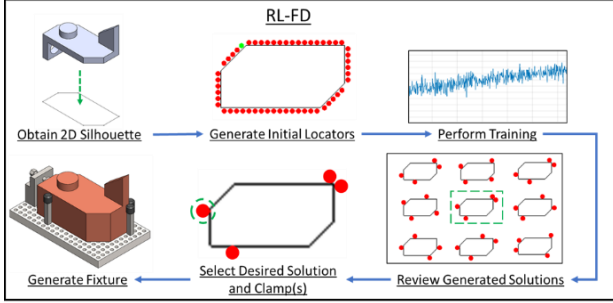 RL-FD
Obtain 2D Silhouette
Generate Initial Locators
Perform Training
Generate Fixture
Select Desired Solution
and Clamp(s)
Review Generated Solutions